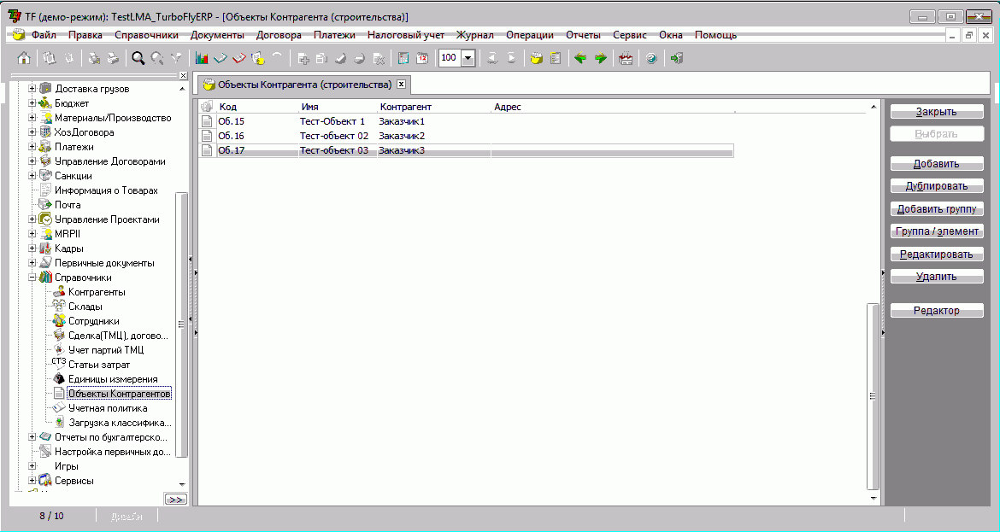 TF (демо-режим): TestLMA_TurboFlyERP - [Объекты Контрагента (строительства)]
Файл Правка Справочники Документы Договора Платежи Налоговый учет Журнал Операции Отчеты Сервис Окна Помощь
100
12
Объекты Контрагента (строительства)
Доставка грузов
Бюджет
Материалы/Производство
ХозДоговора
Платежи
Управление Договорами
Санкции
Информация о Товарах
Почта
Управление Проектами
MRPII
Кадры
Первичные документы
Справочники
Контрагенты
Склады
Сотрудники
Сделка(ТМЦ), догово...
Учет партий ТМЦ
СТЗ Статьи затрат
Единицы измерения
Объекты Контрагентов
Учетная политика
Загрузка классифика...
Отчеты по бухгалтерско...
Настройка первичных до...
Игры
Сервисы
>>
Код Имя Контрагент Адрес
Об.15 Тест-Объект 1 Заказчик1
Об.16 Тест-объект 02 Заказчик2
Об.17 Тест-объект 03 Заказчик3
Закрыть
Выбрать
Добавить
Дублировать
Добавить группу
Группа / элемент
Редактировать
Удалить
Редактор
8 / 10
Дизайн